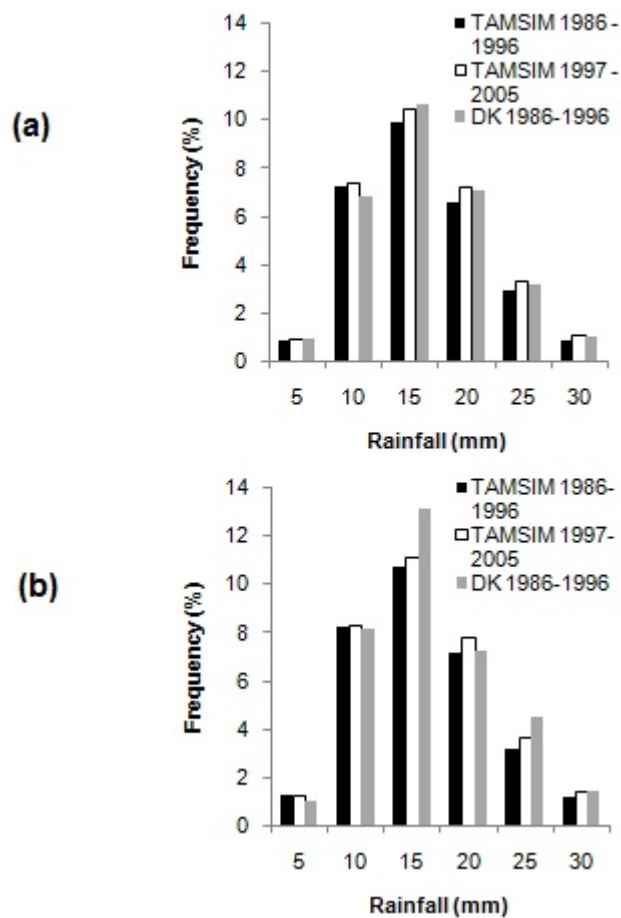 (a)
Frequency (%)
14
12
10
8
6
4
2
0
TAMSIM 1986 -
1996
TAMSIM 1997 -
2005
DK 1986-1996
5 10 15 20 25 30
Rainfall (mm)
(b)
Frequency (%)
14
12
10
8
6
4
2
0
TAMSIM 1986-
1996
TAMSIM 1997-
2005
DK 1986-1996
5 10 15 20 25 30
Rainfall (mm)